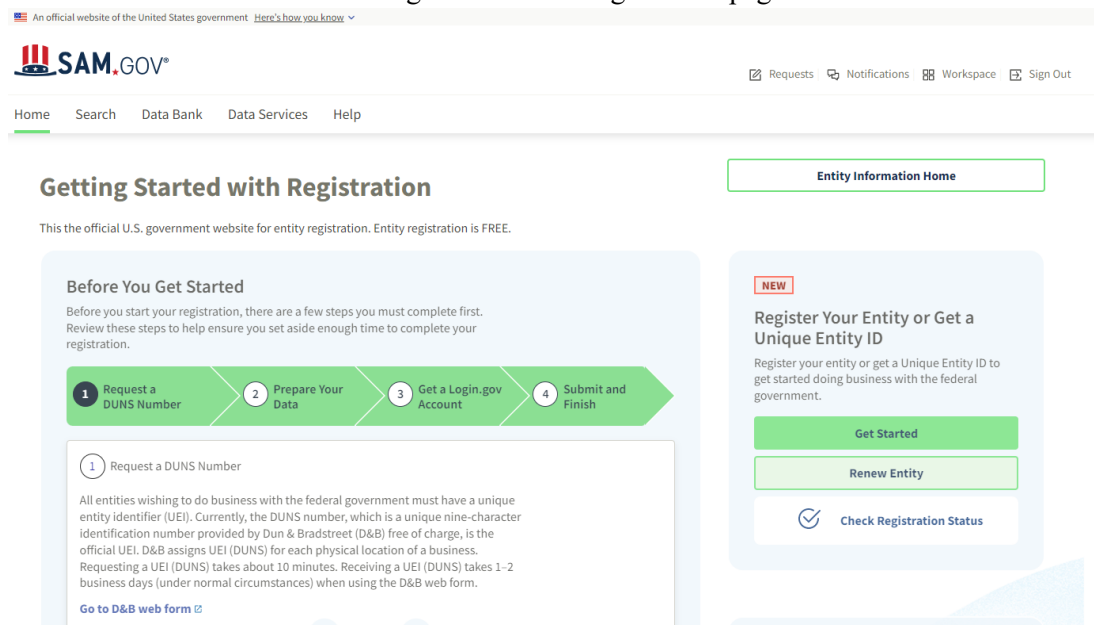 An official website of the United States government Here's how you know
SAM.GOV®
Requests Notifications Workspace Sign Out
Home Search Data Bank Data Services Help
Getting Started with Registration
Entity Information Home
This the official U.S. government website for entity registration. Entity registration is FREE.
Before You Get Started
Before you start your registration, there are a few steps you must complete first.
Review these steps to help ensure you set aside enough time to complete your
registration.
1 Request a
DUNS Number
2 Prepare Your
Data
3 Get a Login.gov
Account
4 Submit and
Finish
1 Request a DUNS Number
All entities wishing to do business with the federal government must have a unique
entity identifier (UEI). Currently, the DUNS number, which is a unique nine-character
identification number provided by Dun & Bradstreet (D&B) free of charge, is the
official UEI. D&B assigns UEI (DUNS) for each physical location of a business.
Requesting a UEI (DUNS) takes about 10 minutes. Receiving a UEI (DUNS) takes 1–2
business days (under normal circumstances) when using the D&B web form.
Go to D&B web form
NEW
Register Your Entity or Get a
Unique Entity ID
Register your entity or get a Unique Entity ID to
get started doing business with the federal
government.
Get Started
Renew Entity
Check Registration Status